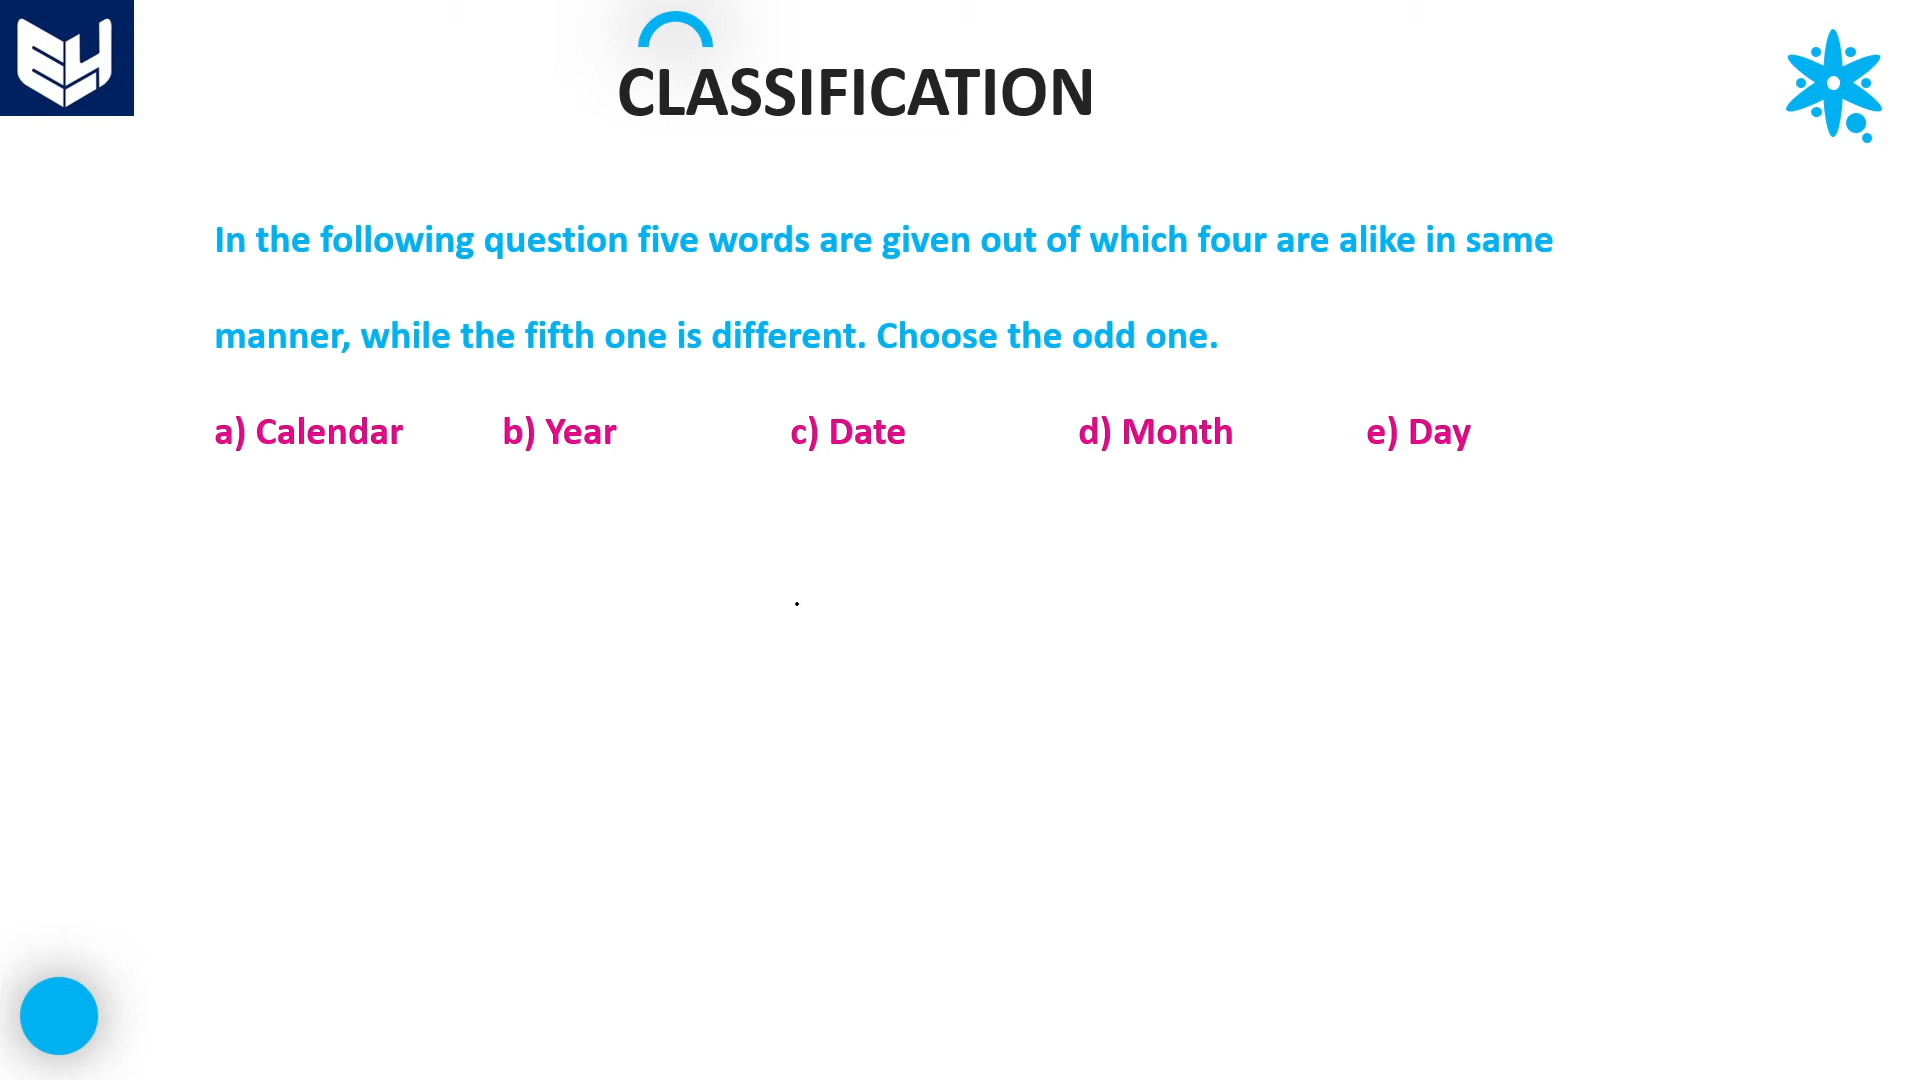 CLASSIFICATION
In the following question five words are given out of which four are alike in same
manner, while the fifth one is different. Choose the odd one.
a) Calendar b) Year c) Date d) Month e) Day